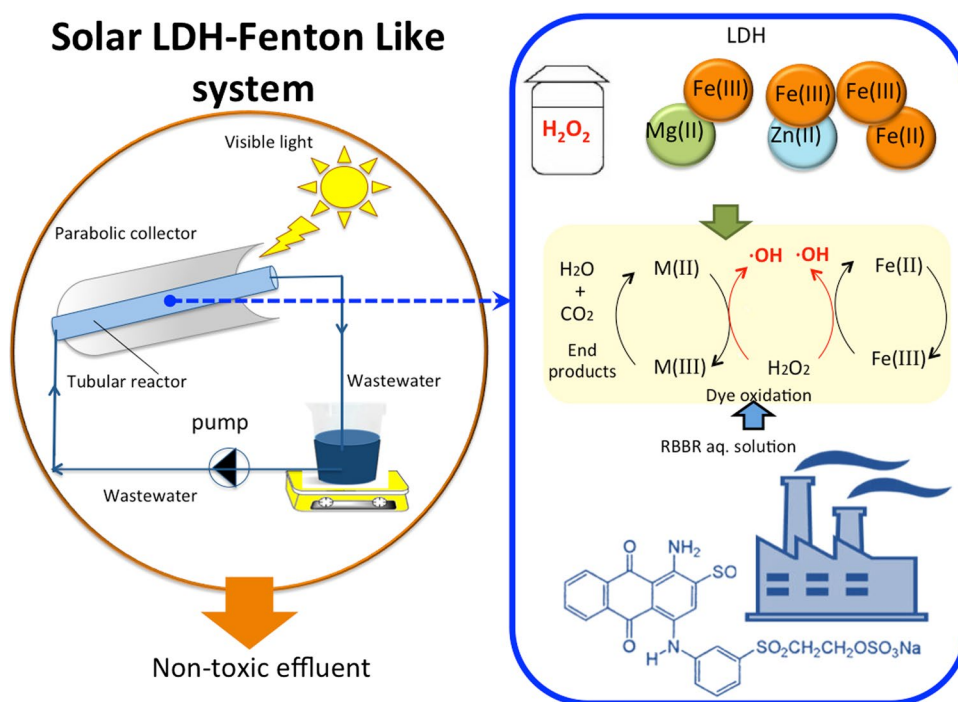 Solar LDH-Fenton Like
system
Visible light
Parabolic collector
Tubular reactor
Wastewater
pump
Wastewater
Non-toxic effluent
LDH
H₂O₂
Fe(III)
Mg(II)
Fe(III)
Zn(II)
Fe(III)
Fe(II)
H₂O
+
CO₂
End
products
M(II)
M(III)
·OH ·OH
H₂O₂
Fe(II)
Fe(III)
Dye oxidation
RBBR aq. solution
O
NH₂
SO
O
H
N
SO₂CH₂CH₂OSO₃Na